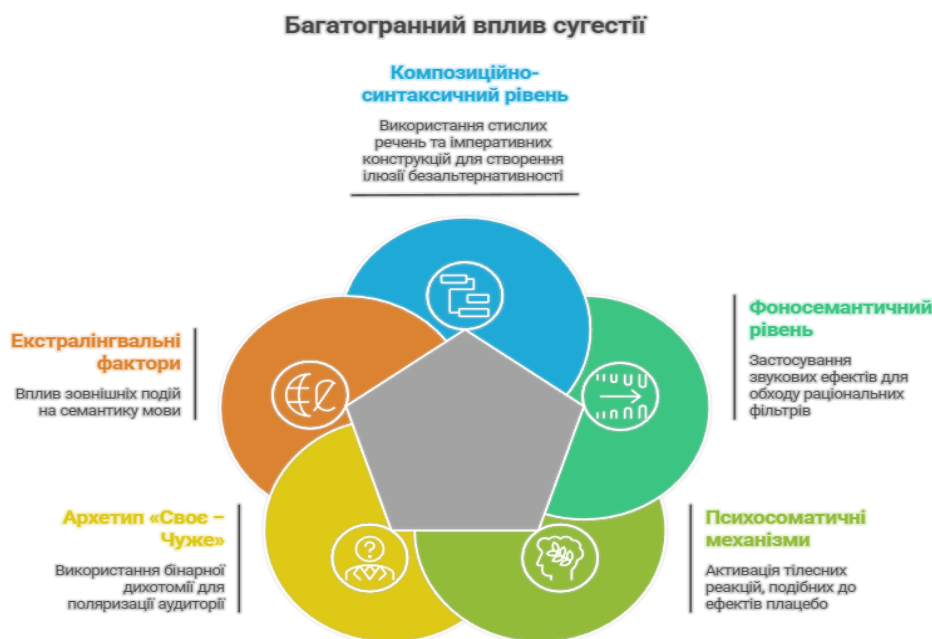 Багатогранний вплив сугестії
Композиційно-
синтаксичний рівень
Використання стислих
речень та імперативних
конструкцій для створення
ілюзії безальтернативності
Фоносемантичний
рівень
Застосування
звукових ефектів для
обходу раціональних
фільтрів
Екстралінгвальні
фактори
Вплив зовнішніх подій
на семантику мови
Архетип «Своє –
Чуже»
Використання бінарної
дихотомії для
поляризації аудиторії
Психосоматичні
механізми
Активація тілесних
реакцій, подібних до
ефектів плацебо